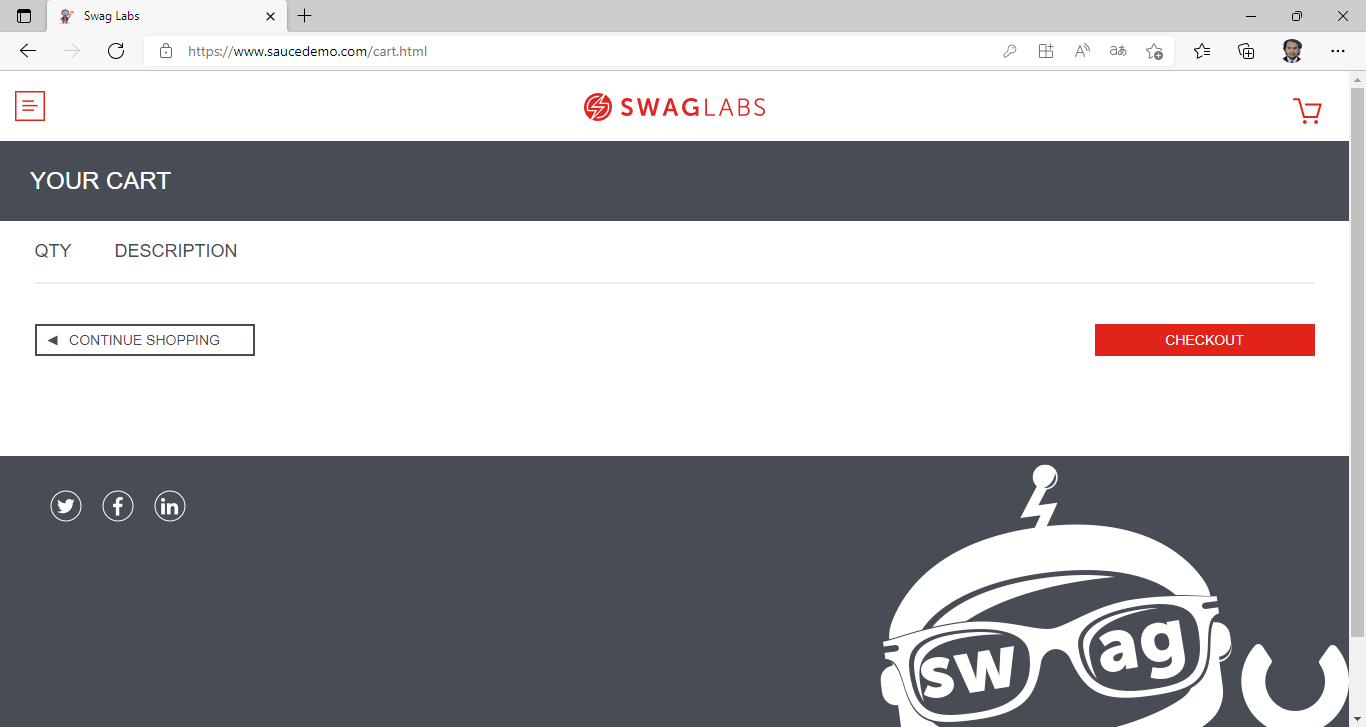 Swag Labs
https://www.saucedemo.com/cart.html
SWAGLABS
YOUR CART
QTY DESCRIPTION
CONTINUE SHOPPING
CHECKOUT
sw ag